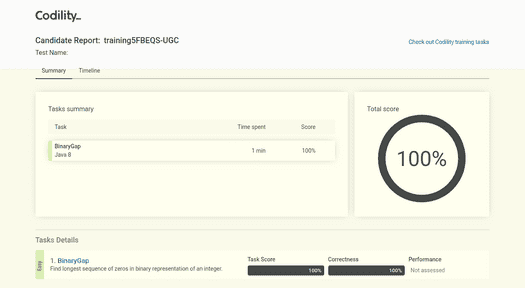 Codility_
Candidate Report: training5FBEQS-UGC
Check out Codility training tasks
Test Name:
Summary Timeline
Tasks summary
Task Time spent Score
BinaryGap
Java 8
1 min 100%
Total score
100%
Tasks Details
Easy
1. BinaryGap
Find longest sequence of zeros in binary representation of an integer.
Task Score
100%
Correctness
100%
Performance
Not assessed